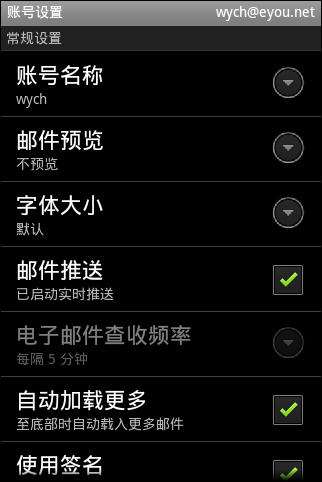 账号设置 wych@eyou.net
常规设置
账号名称
wych
邮件预览
不预览
字体大小
默认
邮件推送
已启动实时推送
电子邮件查收频率
每隔 5 分钟
自动加载更多
至底部时自动载入更多邮件
使用签名